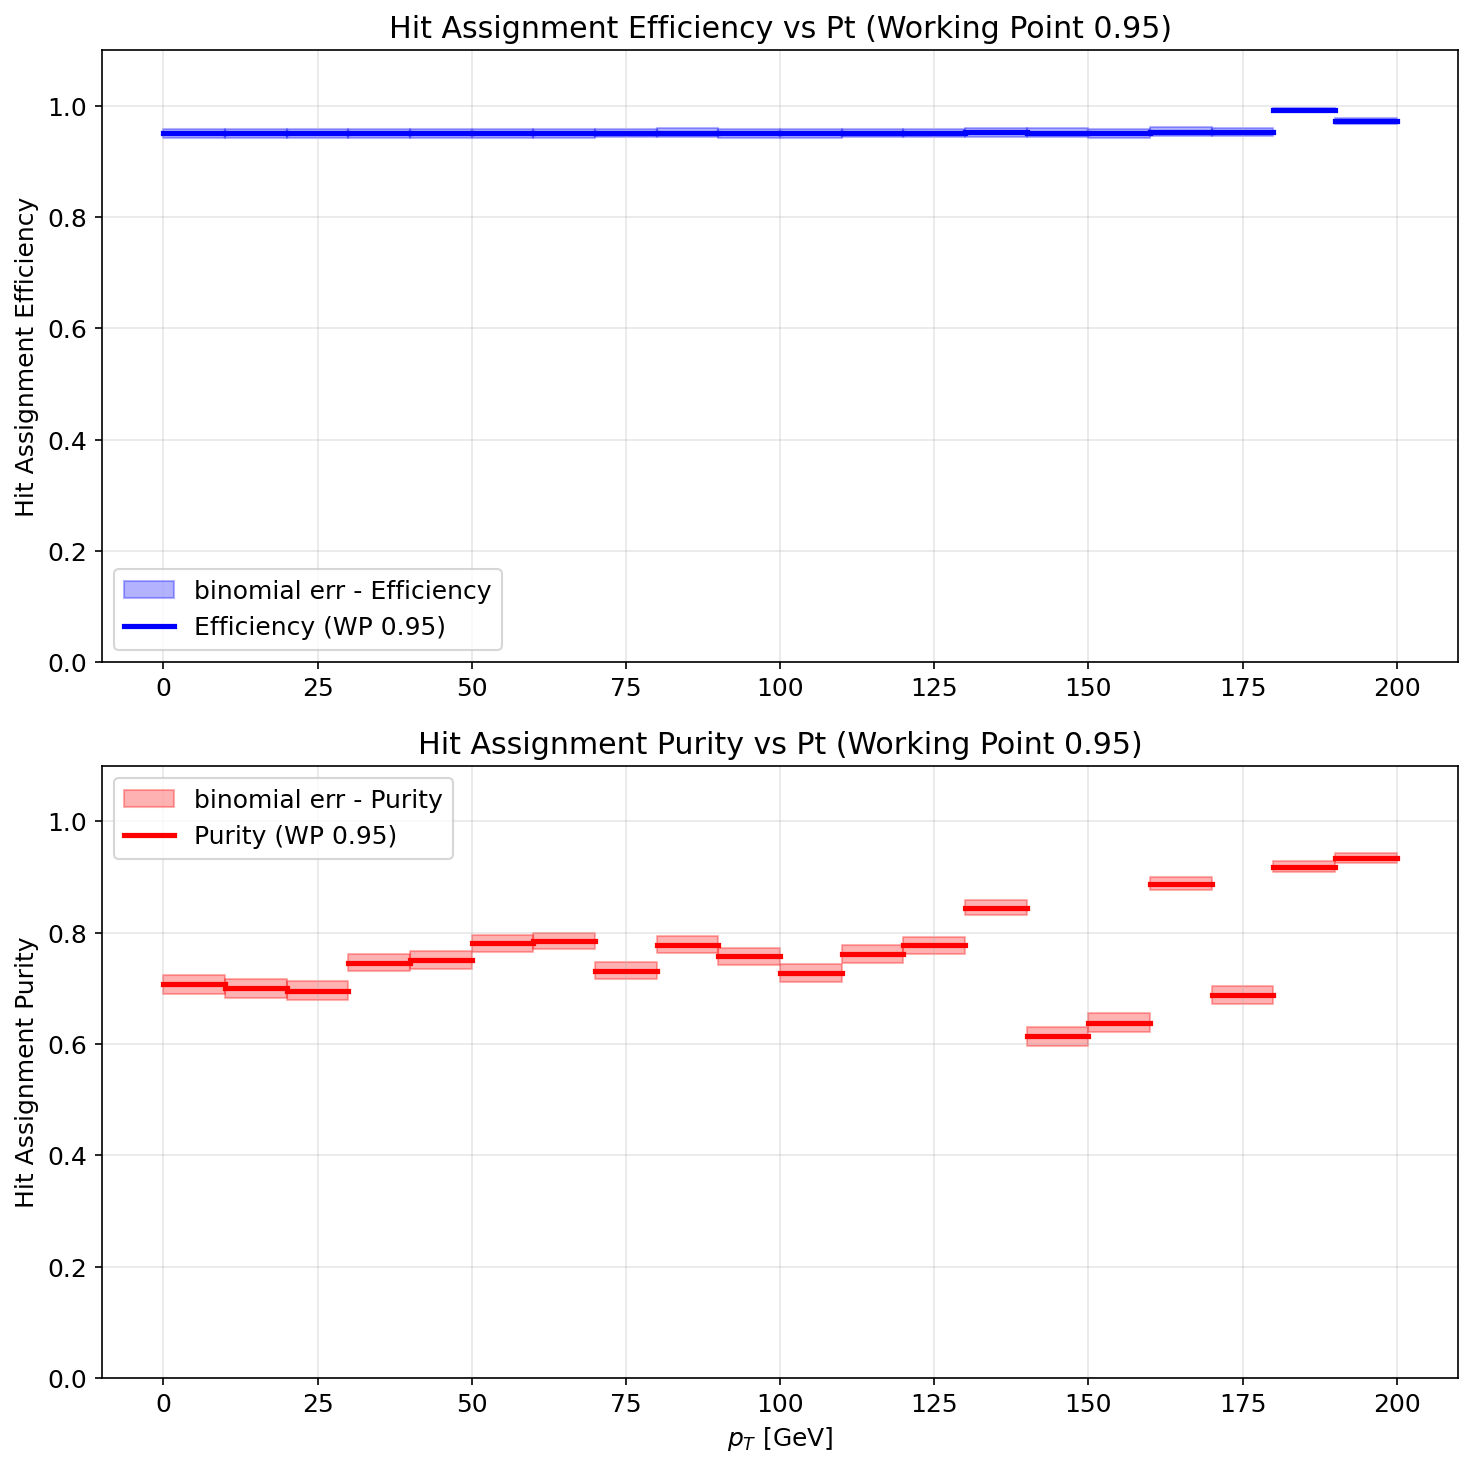 Hit Assignment Efficiency vs Pt (Working Point 0.95)
Hit Assignment Efficiency
1.0
0.8
0.6
0.4
0.2
0.0
binomial err - Efficiency
Efficiency (WP 0.95)
0 25 50 75 100 125 150 175 200
Hit Assignment Purity vs Pt (Working Point 0.95)
Hit Assignment Purity
binomial err - Purity
Purity (WP 0.95)
1.0
0.8
0.6
0.4
0.2
0.0
0 25 50 75 100 125 150 175 200
p_T [GeV]